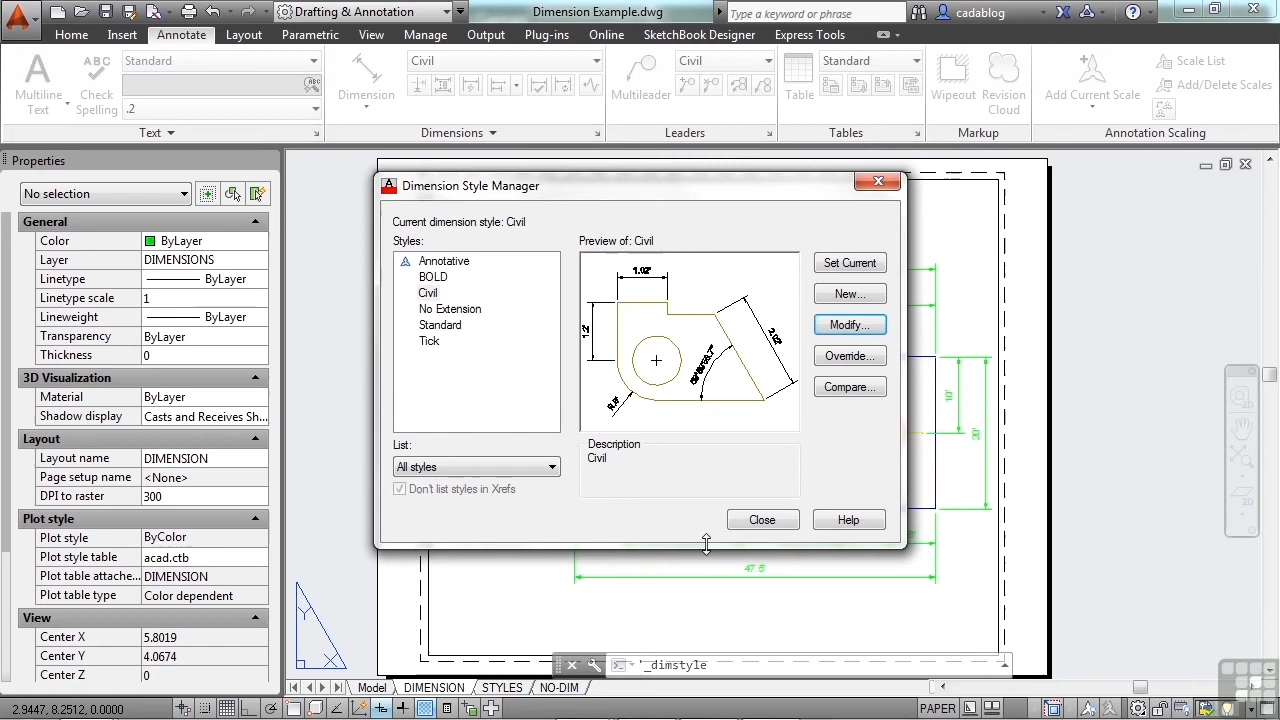 Drafting & Annotation
Dimension Example.dwg
Type a keyword or phrase
cadablog
Home Insert Annotate Layout Parametric View Manage Output Plug-ins Online SketchBook Designer Express Tools
Multiline Text
Check Spelling
Standard
.2
Text
Dimension
Civil
Dimensions
Multileader
Civil
Leaders
Table
Standard
Tables
Wipeout
Revision Cloud
Markup
Add Current Scale
Scale List
Add/Delete Scales
Annotation Scaling
Properties
No selection
General
Color ByLayer
Layer DIMENSIONS
Linetype ByLayer
Linetype scale 1
Lineweight ByLayer
Transparency ByLayer
Thickness 0
3D Visualization
Material ByLayer
Shadow display Casts and Receives Sh...
Layout
Layout name DIMENSION
Page setup name <None>
DPI to raster 300
Plot style
Plot style ByColor
Plot style table acad.ctb
Plot table attache... DIMENSION
Plot table type Color dependent
View
Center X 5.8019
Center Y 4.0674
Center Z 0
Dimension Style Manager
Current dimension style: Civil
Styles:
Annotative
BOLD
Civil
No Extension
Standard
Tick
List:
All styles
Don't list styles in Xrefs
Preview of: Civil
1.02'
1.2'
2.02'
Description
Civil
Set Current
New...
Modify...
Override...
Compare...
Close
Help
10'
20'
47.5'
Y
X
'_dimstyle
Model DIMENSION STYLES NO-DIM
2.9447, 8.2512, 0.0000
PAPER